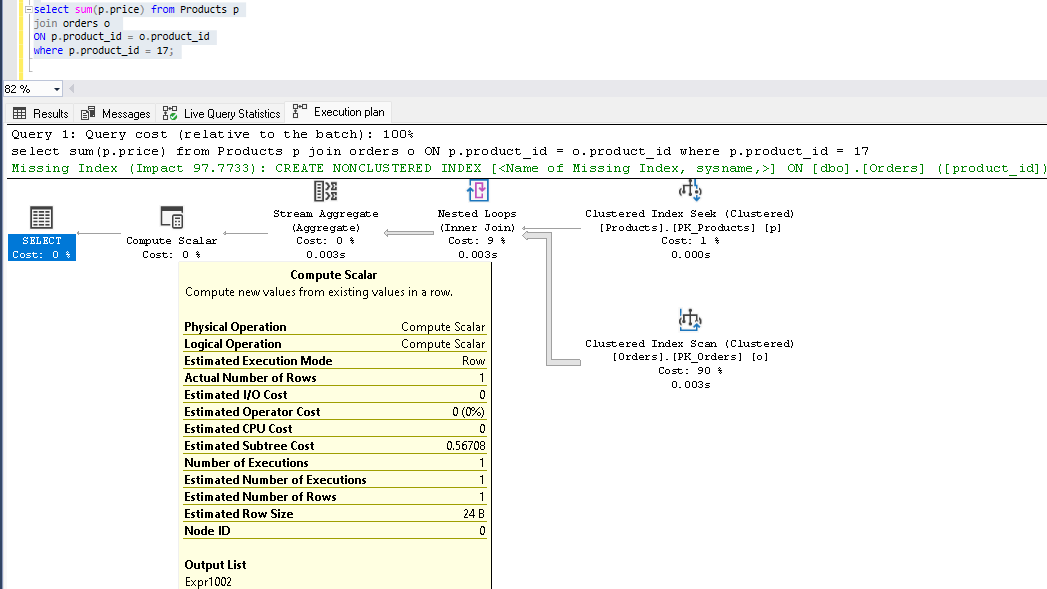 select sum(p.price) from Products p
join orders o
ON p.product_id = o.product_id
where p.product_id = 17;
82 %
Results Messages Live Query Statistics Execution plan
Query 1: Query cost (relative to the batch): 100%
select sum(p.price) from Products p join orders o ON p.product_id = o.product_id where p.product_id = 17
Missing Index (Impact 97.7733): CREATE NONCLUSTERED INDEX [<Name of Missing Index, sysname,>] ON [dbo].[Orders] ([product_id])
SELECT
Cost: 0 %
Compute Scalar
Cost: 0 %
Stream Aggregate
(Aggregate)
Cost: 0 %
0.003s
Nested Loops
(Inner Join)
Cost: 9 %
0.003s
Clustered Index Seek (Clustered)
[Products].[PK_Products] [p]
Cost: 1 %
0.000s
Clustered Index Scan (Clustered)
[Orders].[PK_Orders] [o]
Cost: 90 %
0.003s
Compute Scalar
Compute new values from existing values in a row.
Physical Operation Compute Scalar
Logical Operation Compute Scalar
Estimated Execution Mode Row
Actual Number of Rows 1
Estimated I/O Cost 0
Estimated Operator Cost 0 (0%)
Estimated CPU Cost 0
Estimated Subtree Cost 0.56708
Number of Executions 1
Estimated Number of Executions 1
Estimated Number of Rows 1
Estimated Row Size 24 B
Node ID 0
Output List
Expr1002